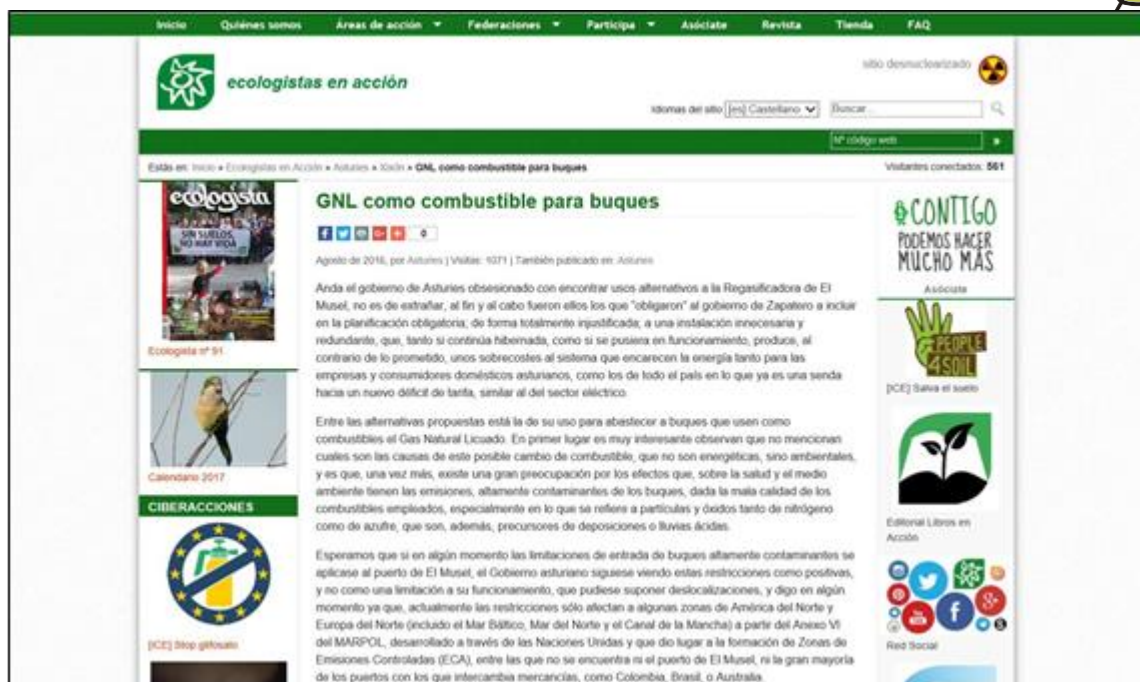 Inicio Quiénes somos Áreas de acción Federaciones Participa Asóciate Revista Tienda FAQ
ecologistas en acción
sitio desnuclearizado
Idiomas del sitio [es] Castellano Buscar...
Nº código web »
Estás en: Inicio » Ecologistas en Acción » Asturies » Xixón » GNL como combustible para buques
Visitantes conectados: 561
ecologista
SIN SUELOS,
NO HAY VIDA
Ecologista nº 91
Calendario 2017
CIBERACCIONES
[ICE] Stop glifosato
GNL como combustible para buques
0
Agosto de 2016, por Asturies | Visitas: 1071 | También publicado en: Asturies
Anda el gobierno de Asturies obsesionado con encontrar usos alternativos a la Regasificadora de El
Musel, no es de extrañar, al fin y al cabo fueron ellos los que "obligaron" al gobierno de Zapatero a incluir
en la planificación obligatoria; de forma totalmente injustificada; a una instalación innecesaria y
redundante, que, tanto si continúa hibernada, como si se pusiera en funcionamiento, produce, al
contrario de lo prometido, unos sobrecostes al sistema que encarecen la energía tanto para las
empresas y consumidores domésticos asturianos, como los de todo el país en lo que ya es una senda
hacia un nuevo déficit de tarifa, similar al del sector eléctrico.
Entre las alternativas propuestas está la de su uso para abastecer a buques que usen como
combustibles el Gas Natural Licuado. En primer lugar es muy interesante observan que no mencionan
cuales son las causas de este posible cambio de combustible, que no son energéticas, sino ambientales,
y es que, una vez más, existe una gran preocupación por los efectos que, sobre la salud y el medio
ambiente tienen las emisiones, altamente contaminantes de los buques, dada la mala calidad de los
combustibles empleados, especialmente en lo que se refiere a partículas y óxidos tanto de nitrógeno
como de azufre, que son, además, precursores de deposiciones o lluvias ácidas.
Esperamos que si en algún momento las limitaciones de entrada de buques altamente contaminantes se
aplicase al puerto de El Musel, el Gobierno asturiano siguiese viendo estas restricciones como positivas,
y no como una limitación a su funcionamiento, que pudiese suponer deslocalizaciones, y digo en algún
momento ya que, actualmente las restricciones sólo afectan a algunas zonas de América del Norte y
Europa del Norte (incluido el Mar Báltico, Mar del Norte y el Canal de la Mancha) a partir del Anexo VI
del MARPOL, desarrollado a través de las Naciones Unidas y que dio lugar a la formación de Zonas de
Emisiones Controladas (ECA), entre las que no se encuentra ni el puerto de El Musel, ni la gran mayoría
de los puertos con los que intercambia mercancías, como Colombia, Brasil, o Australia.
CONTIGO
PODEMOS HACER
MUCHO MÁS
Asóciate
PEOPLE
4SOIL
[ICE] Salva el suelo
Editorial Libros en
Acción
Red Social